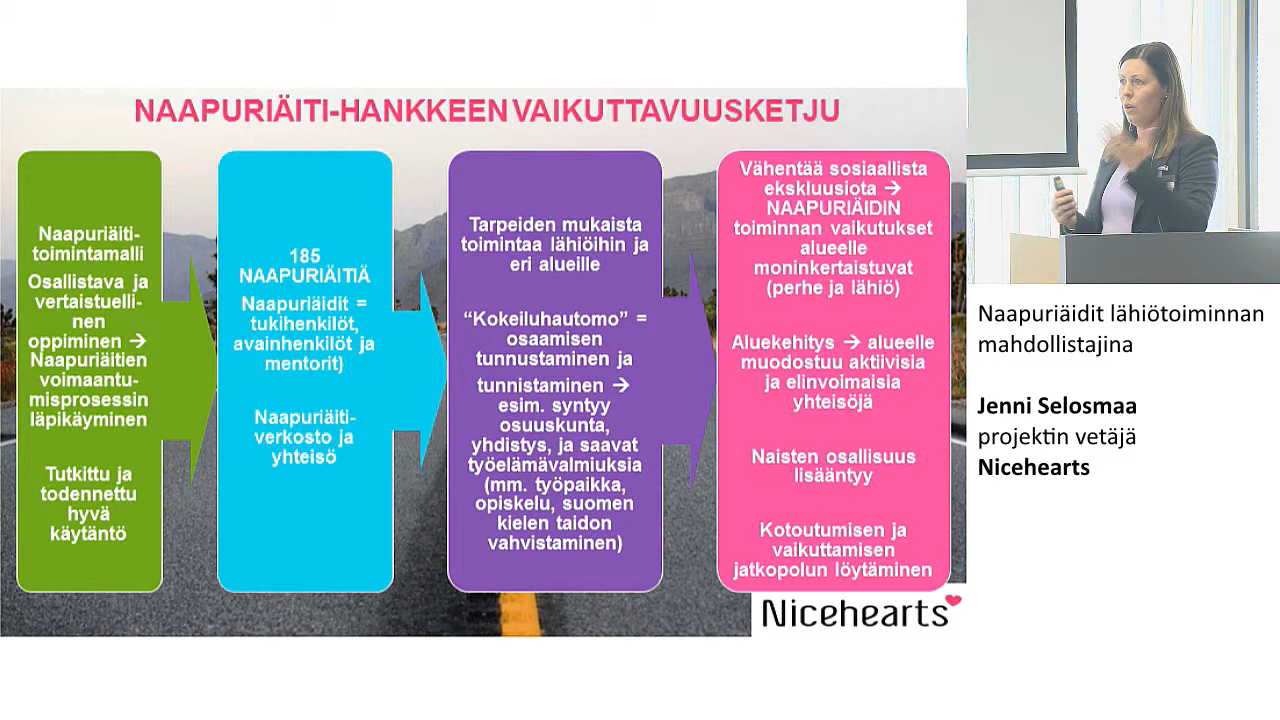 NAAPURIÄITI-HANKKEEN VAIKUTTAVUUSKETJU
Naapuriäiti-
toimintamalli
Osallistava ja
vertaistuelli-
nen
oppiminen →
Naapuriäitien
voimaantu-
misprosessin
läpikäyminen
Tutkittu ja
todennettu
hyvä
käytäntö
185
NAAPURIÄITIÄ
Naapuriäidit =
tukihenkilöt,
avainhenkilöt ja
mentorit)
Naapuriäiti-
verkosto ja
yhteisö
Tarpeiden mukaista
toimintaa lähiöihin ja
eri alueille
“Kokeiluhautomo” =
osaamisen
tunnustaminen ja
tunnistaminen →
esim. syntyy
osuuskunta,
yhdistys, ja saavat
työelämävalmiuksia
(mm. työpaikka,
opiskelu, suomen
kielen taidon
vahvistaminen)
Vähentää sosiaallista
ekskluusiota →
NAAPURIÄIDIN
toiminnan vaikutukset
alueelle
moninkertaistuvat
(perhe ja lähiö)
Aluekehitys → alueelle
muodostuu aktiivisia
ja elinvoimaisia
yhteisöjä
Naisten osallisuus
lisääntyy
Kotoutumisen ja
vaikuttamisen
jatkopolun löytäminen
Nicehearts
Naapuriäidit lähiötoiminnan
mahdollistajina
Jenni Selosmaa
projektin vetäjä
Nicehearts